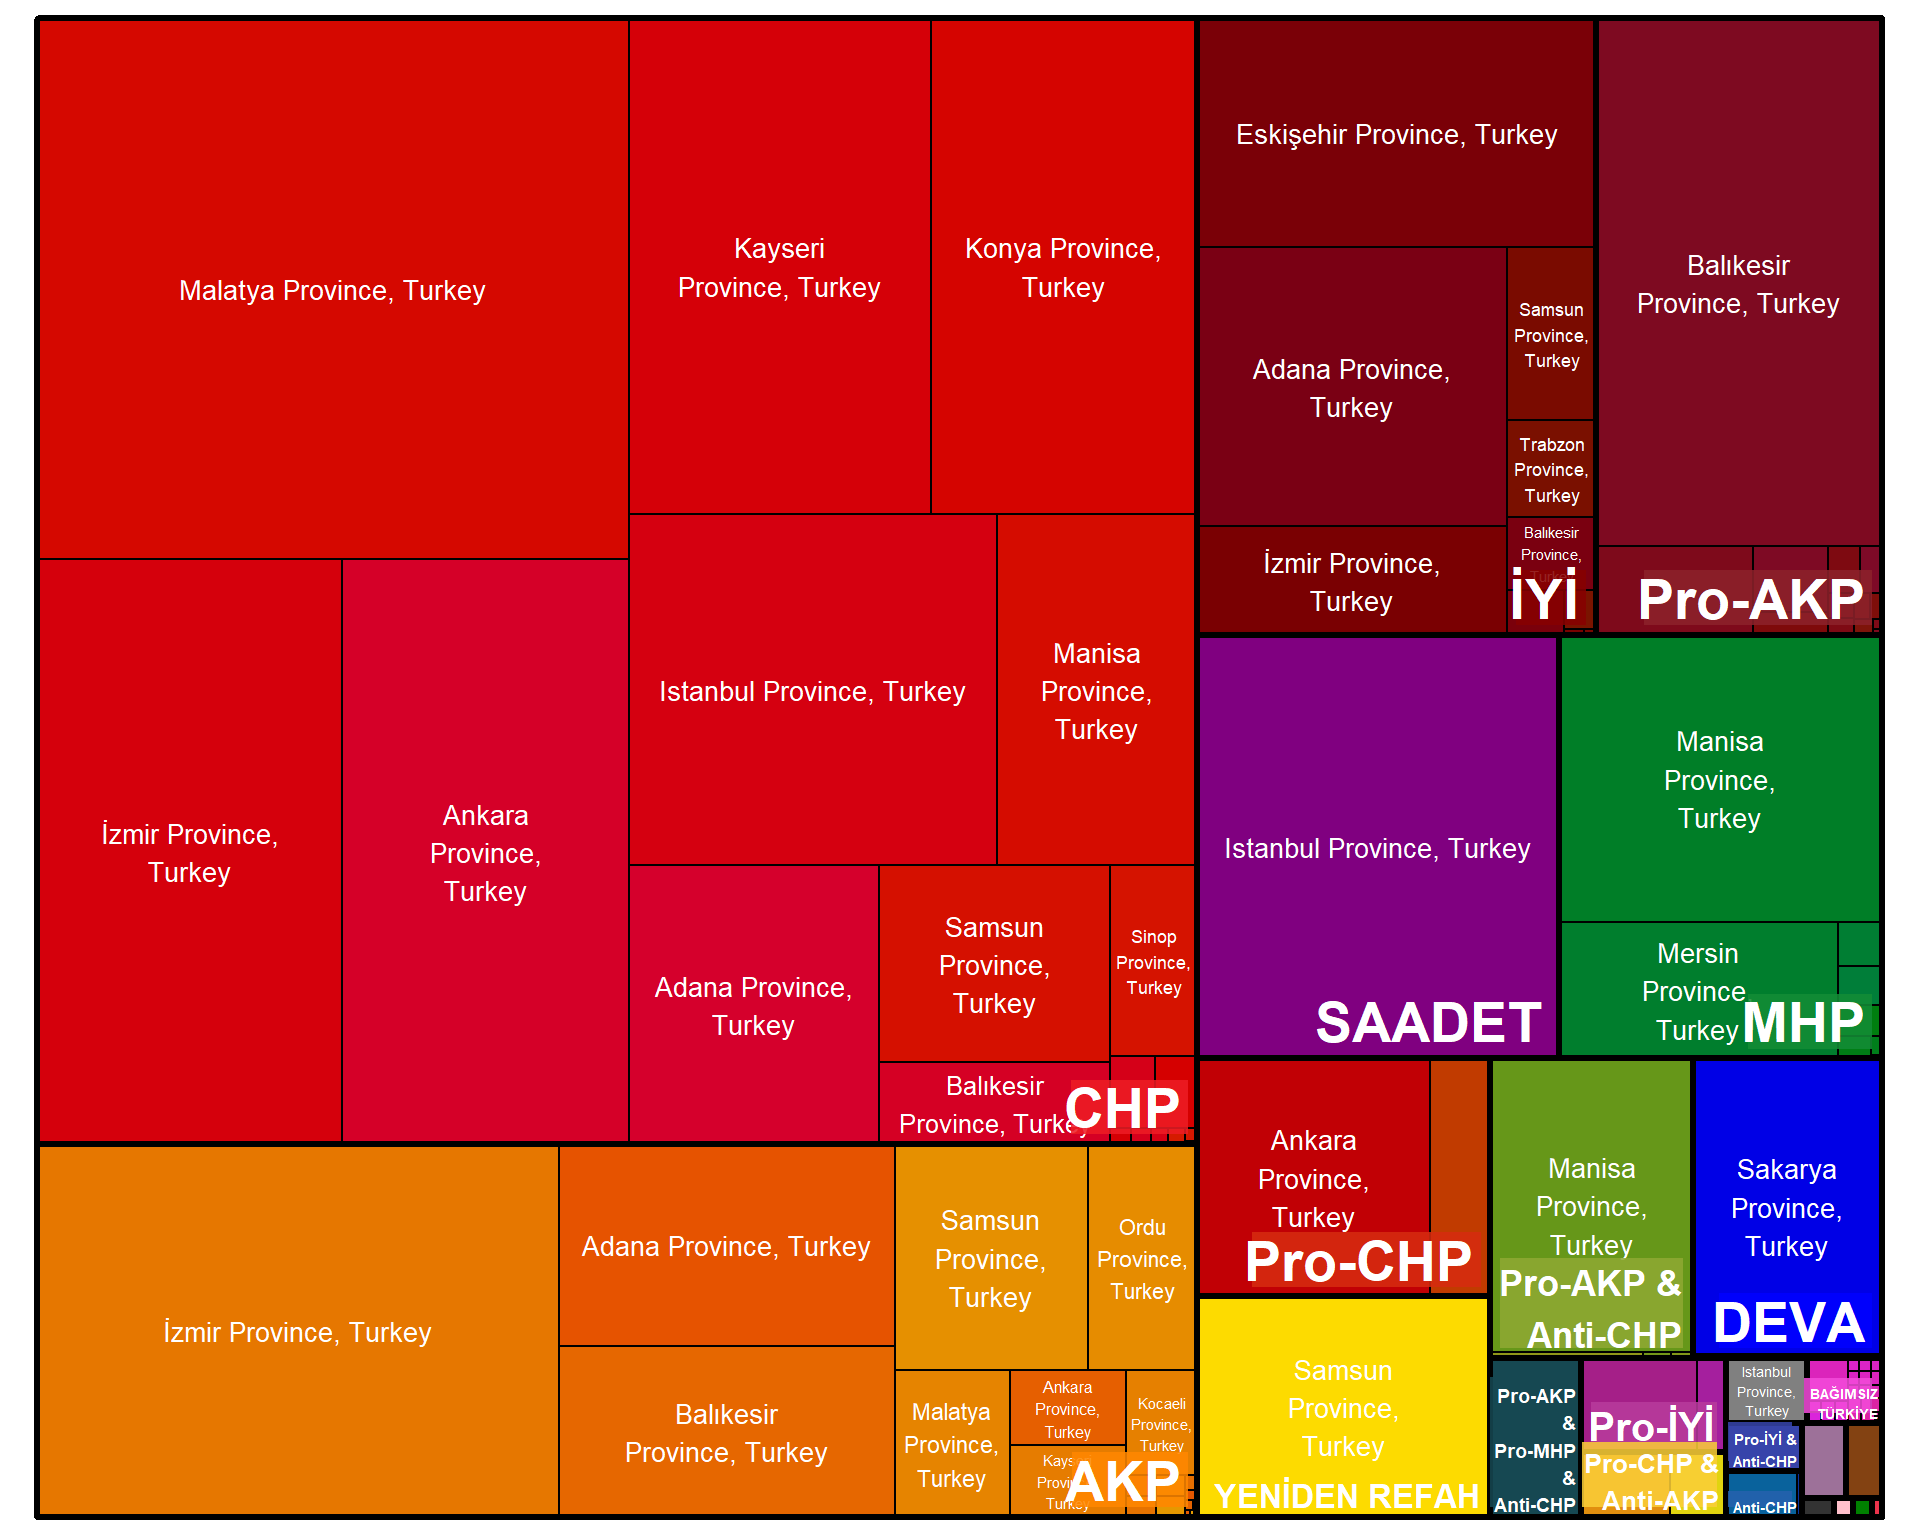 Malatya Province, Turkey
Kayseri
Province, Turkey
Konya Province,
Turkey
İzmir Province,
Turkey
Ankara
Province,
Turkey
Istanbul Province, Turkey
Manisa
Province,
Turkey
Adana Province,
Turkey
Samsun
Province,
Turkey
Sinop
Province,
Turkey
Balıkesir
Province, Turkey
CHP
İzmir Province, Turkey
Adana Province, Turkey
Balıkesir
Province, Turkey
Samsun
Province,
Turkey
Ordu
Province,
Turkey
Malatya
Province,
Turkey
Ankara
Province,
Turkey
Kocaeli
Province,
Turkey
AKP
Eskişehir Province, Turkey
Adana Province,
Turkey
Samsun
Province,
Turkey
Trabzon
Province,
Turkey
İzmir Province,
Turkey
Balıkesir
Province,
İYİ
Balıkesir
Province, Turkey
Pro-AKP
Istanbul Province, Turkey
SAADET
Manisa
Province,
Turkey
Mersin
Province,
Turkey
MHP
Ankara
Province,
Turkey
Pro-CHP
Manisa
Province,
Turkey
Pro-AKP &
Anti-CHP
Sakarya
Province,
Turkey
DEVA
Samsun
Province,
Turkey
YENİDEN REFAH
Pro-AKP
&
Pro-MHP
&
Anti-CHP
Pro-İYİ
Pro-CHP &
Anti-AKP
Istanbul
Province,
Turkey
Pro-İYİ &
Anti-CHP
Anti-CHP
BAĞIMSIZ
TÜRKİYE